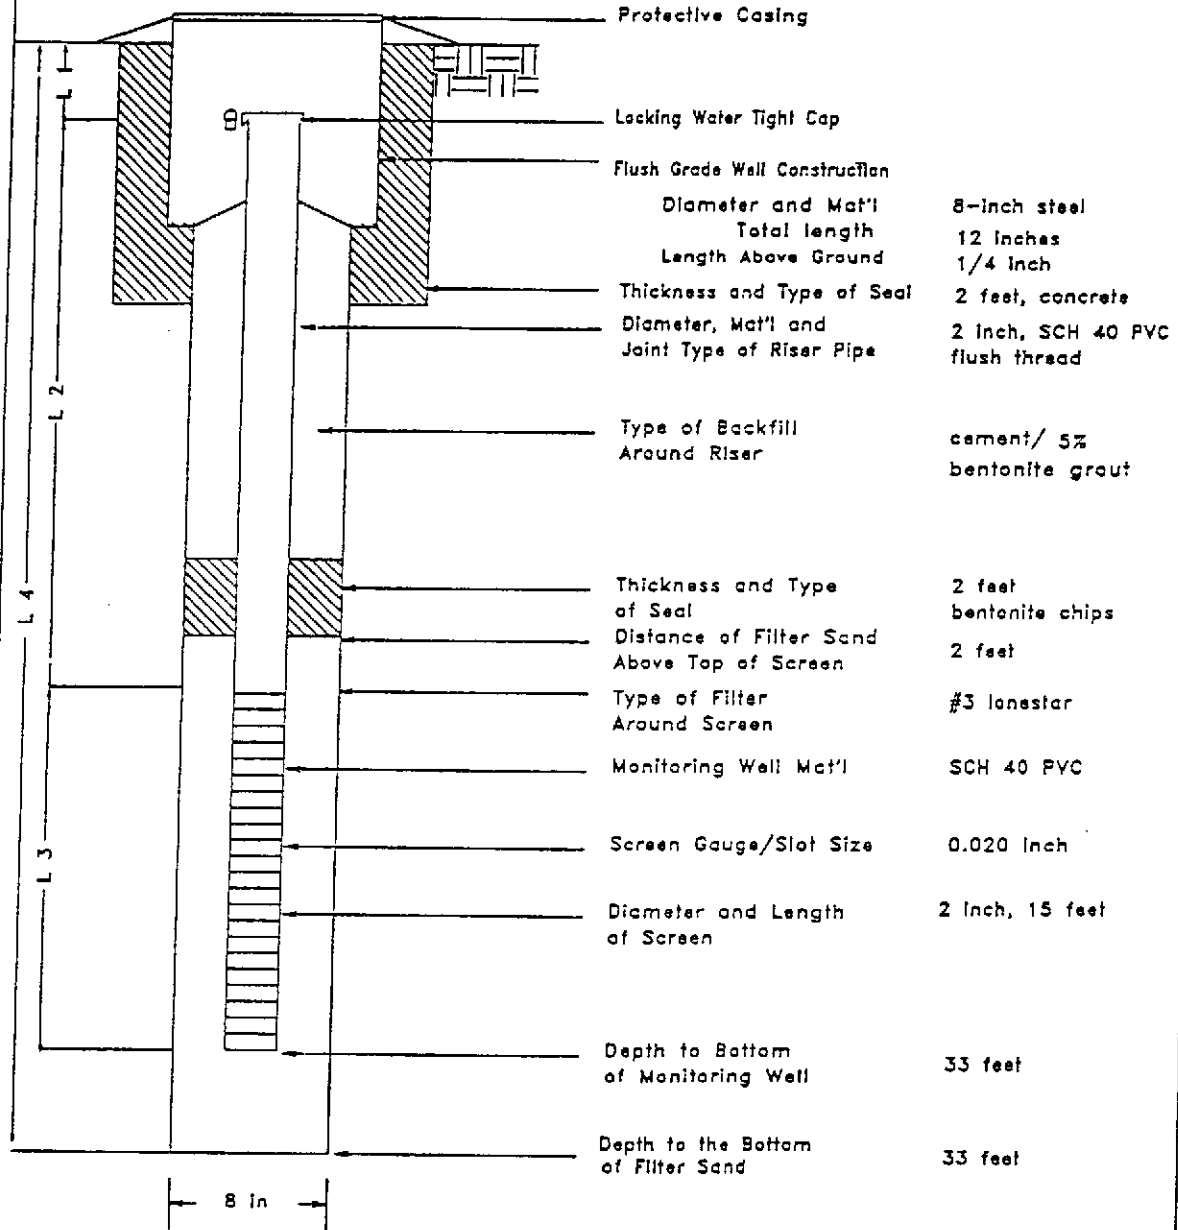 Protective Casing
L 1
Locking Water Tight Cap
Flush Grade Well Construction
Diameter and Mat'l 8-inch steel
Total length 12 inches
Length Above Ground 1/4 inch
Thickness and Type of Seal 2 feet, concrete
Diameter, Mat'l and 2 inch, SCH 40 PVC
Joint Type of Riser Pipe flush thread
L 2
Type of Backfill cement/ 5%
Around Riser bentonite grout
L 4
Thickness and Type 2 feet
of Seal bentonite chips
Distance of Filter Sand
Above Top of Screen 2 feet
Type of Filter #3 lonestar
Around Screen
Monitoring Well Mat'l SCH 40 PVC
L 3
Screen Gauge/Slot Size 0.020 inch
Diameter and Length 2 inch, 15 feet
of Screen
Depth to Bottom
of Monitoring Well 33 feet
Depth to the Bottom
of Filter Sand 33 feet
8 in